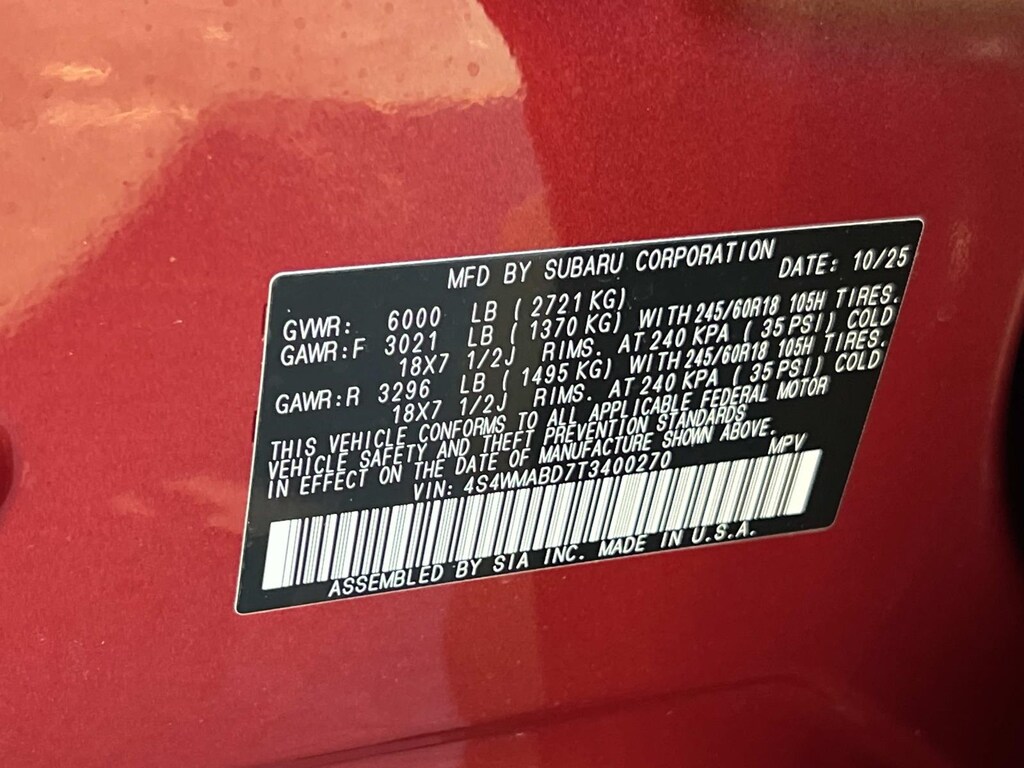 MFD BY SUBARU CORPORATION
DATE: 10/25
GVWR: 6000 LB ( 2721 KG)
GAWR:F 3021 LB ( 1370 KG) WITH 245/60R18 105H TIRES.
18X7 1/2J RIMS. AT 240 KPA ( 35 PSI) COLD
GAWR:R 3296 LB ( 1495 KG) WITH 245/60R18 105H TIRES.
18X7 1/2J RIMS. AT 240 KPA ( 35 PSI) COLD
THIS VEHICLE CONFORMS TO ALL APPLICABLE FEDERAL MOTOR
VEHICLE SAFETY AND THEFT PREVENTION STANDARDS
IN EFFECT ON THE DATE OF MANUFACTURE SHOWN ABOVE.
VIN: 4S4WMABD7T3400270 MPV
ASSEMBLED BY SIA INC. MADE IN U.S.A.